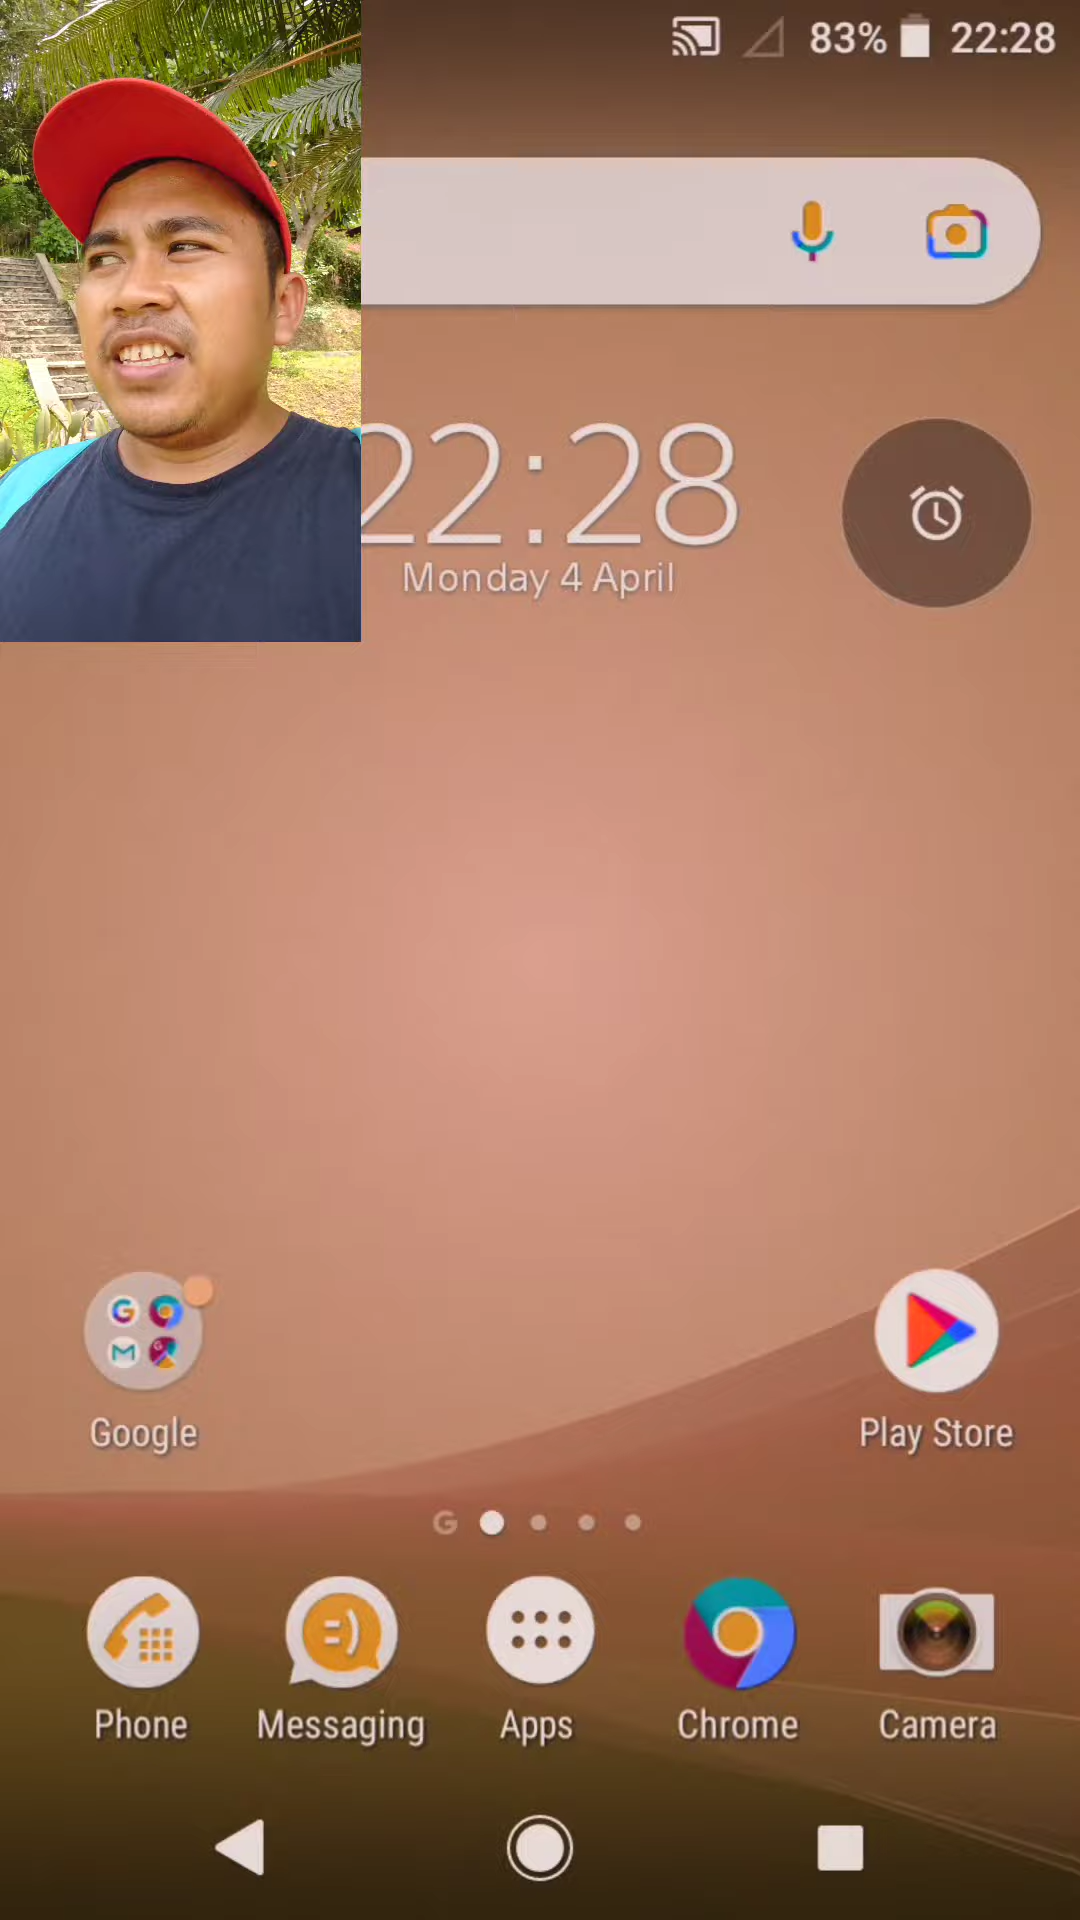 83% 22:28
22:28
Monday 4 April
Google
Play Store
Phone
Messaging
Apps
Chrome
Camera